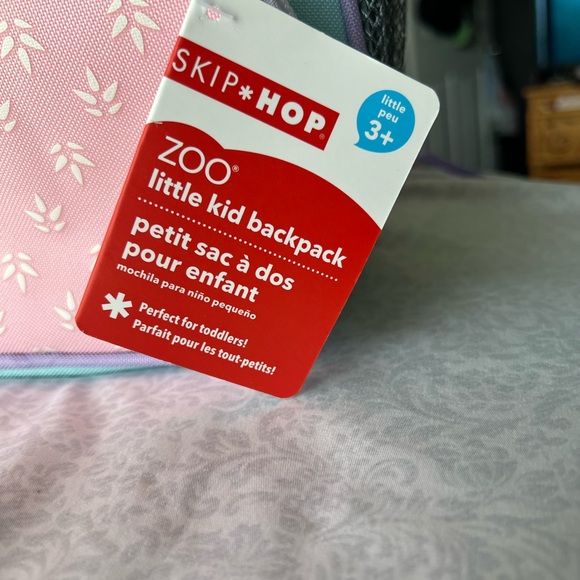 SKIP*HOP®
little
peu
3+
ZOO®
little kid backpack
petit sac à dos
pour enfant
mochila para niño pequeño
Perfect for toddlers!
Parfait pour les tout-petits!